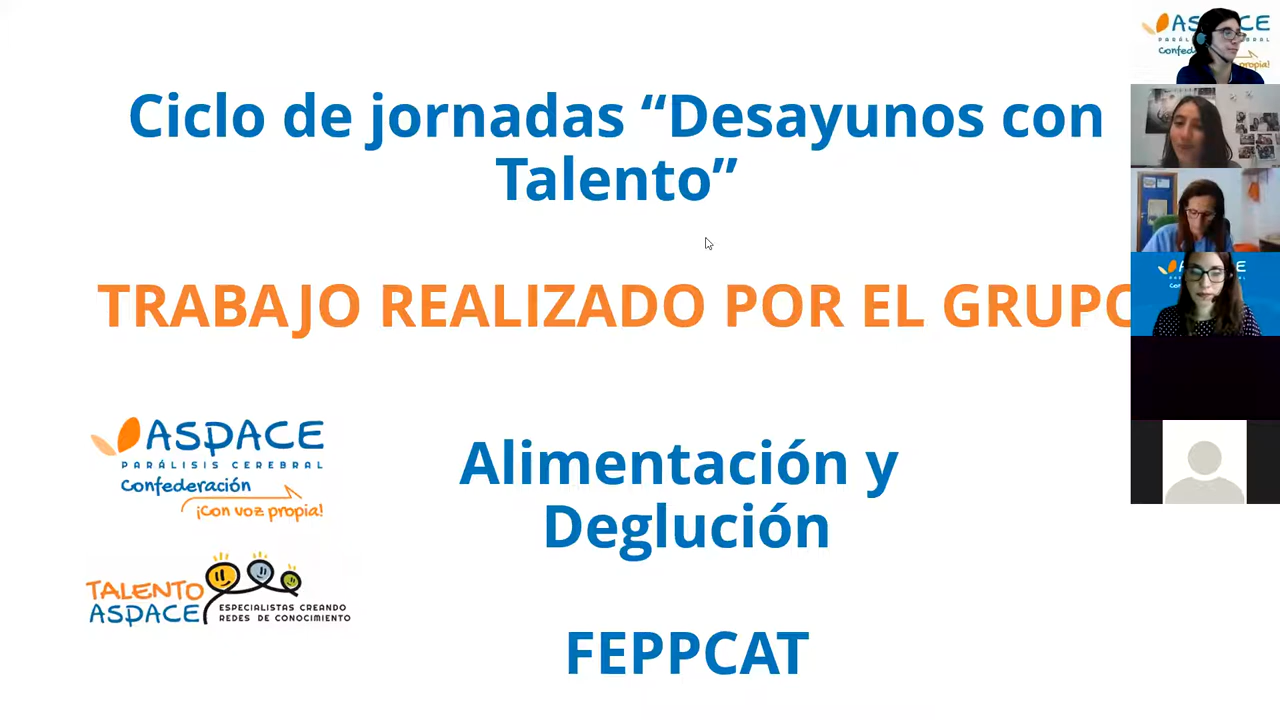 Ciclo de jornadas “Desayunos con
Talento”
TRABAJO REALIZADO POR EL GRUPO
ASPACE
PARÁLISIS CEREBRAL
Confederación
¡Con voz propia!
Alimentación y
Deglución
TALENTO
ASPACE
ESPECIALISTAS CREANDO
REDES DE CONOCIMIENTO
FEPPCAT